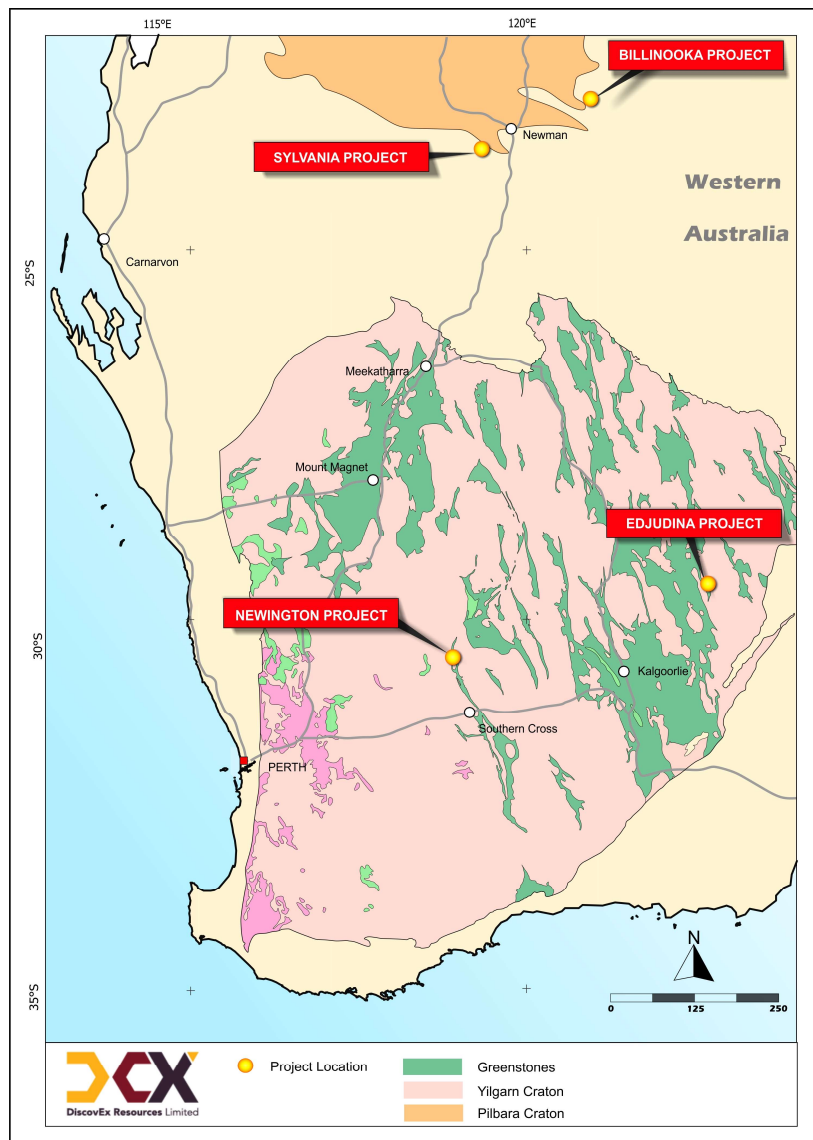 115°E
120°E
BILLINOOKA PROJECT
Newman
SYLVANIA PROJECT
Western
Australia
Carnarvon
25°S
Meekatharra
Mount Magnet
EDJUDINA PROJECT
NEWINGTON PROJECT
30°S
Kalgoorlie
Southern Cross
PERTH
N
35°S
0
125
250
DCX
DiscovEx Resources Limited
Project Location
Greenstones
Yilgarn Craton
Pilbara Craton